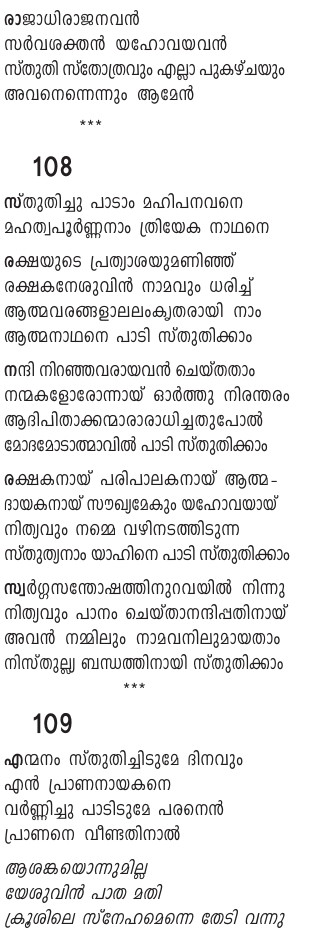 രാജാധിരാജനവൻ
സർവശക്തൻ യഹോവയവൻ
സ്തുതി സ്തോത്രവും എല്ലാ പുകഴ്ചയും
അവനെന്നെന്നും ആമേൻ
***
108
സ്തുതിച്ചു പാടാം മഹിപനവനെ
മഹത്വപൂർണ്ണനാം ത്രിയേക നാഥനെ
രക്ഷയുടെ പ്രത്യാശയുമണിഞ്ഞ്
രക്ഷകനേശുവിൻ നാമവും ധരിച്ച്
ആത്മവരങ്ങളാലലംകൃതരായി നാം
ആത്മനാഥനെ പാടി സ്തുതിക്കാം
നന്ദി നിറഞ്ഞവരായവൻ ചെയ്തതാം
നന്മകളോരോന്നായ് ഓർത്തു നിരന്തരം
ആദിപിതാക്കന്മാരാരാധിച്ചതുപോൽ
മോദമോടാത്മാവിൽ പാടി സ്തുതിക്കാം
രക്ഷകനായ് പരിപാലകനായ് ആത്മ-
ദായകനായ് സൗഖ്യമേകും യഹോവയായ്
നിത്യവും നമ്മെ വഴിനടത്തിടുന്ന
സ്തുത്യനാം യാഹിനെ പാടി സ്തുതിക്കാം
സ്വർഗ്ഗസന്തോഷത്തിനുറവയിൽ നിന്നു
നിത്യവും പാനം ചെയ്താനന്ദിപ്പതിനായ്
അവൻ നമ്മിലും നാമവനിലുമായതാം
നിസ്തുല്ല്യ ബന്ധത്തിനായി സ്തുതിക്കാം
***
109
എന്മനം സ്തുതിച്ചിടുമേ ദിനവും
എൻ പ്രാണനായകനെ
വർണ്ണിച്ചു പാടിടുമേ പരനെൻ
പ്രാണനെ വീണ്ടതിനാൽ
ആശങ്കയൊന്നുമില്ല
യേശുവിൻ പാത മതി
ക്രൂശിലെ സ്നേഹമെന്നെ തേടി വന്നു